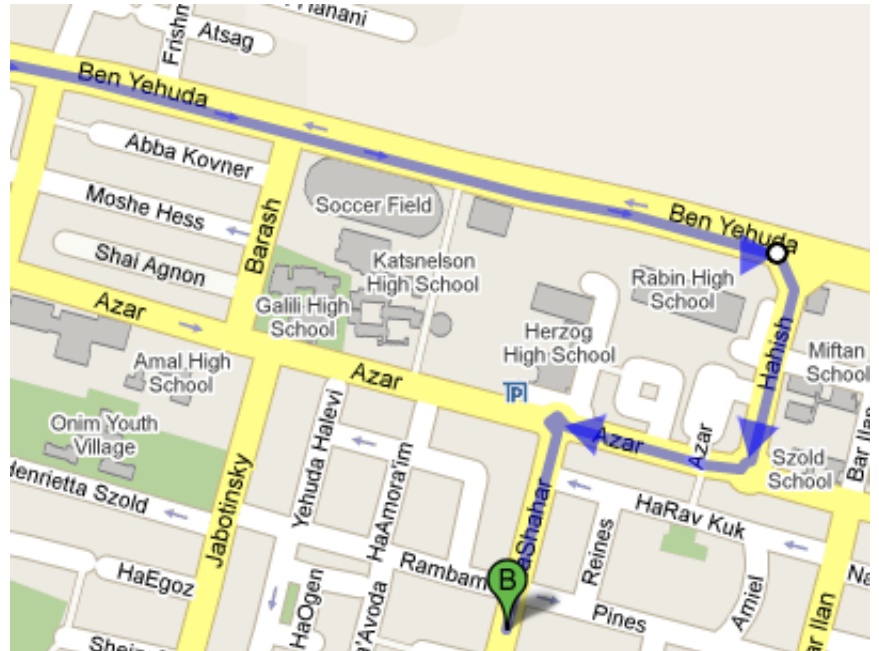 Atsag
Ben Yehuda
Abba Kovner
Moshe Hess
Shai Agnon
Barash
Soccer Field
Katsnelson
High School
Galili High
School
Ben Yehuda
Rabin High
School
Herzog
High School
Hahish
Miftan
School
Azar
Amal High
School
Azar
P
Azar
Azar
Szold
School
Bar Ilan
Onim Youth
Village
Henrietta Szold
Jabotinsky
Yehuda Halevi
HaAmora'im
HaRav Kuk
Reines
HaShahar
Rambam
B
Pines
Amiel
Bar Ilan
HaEgoz
HaOgen